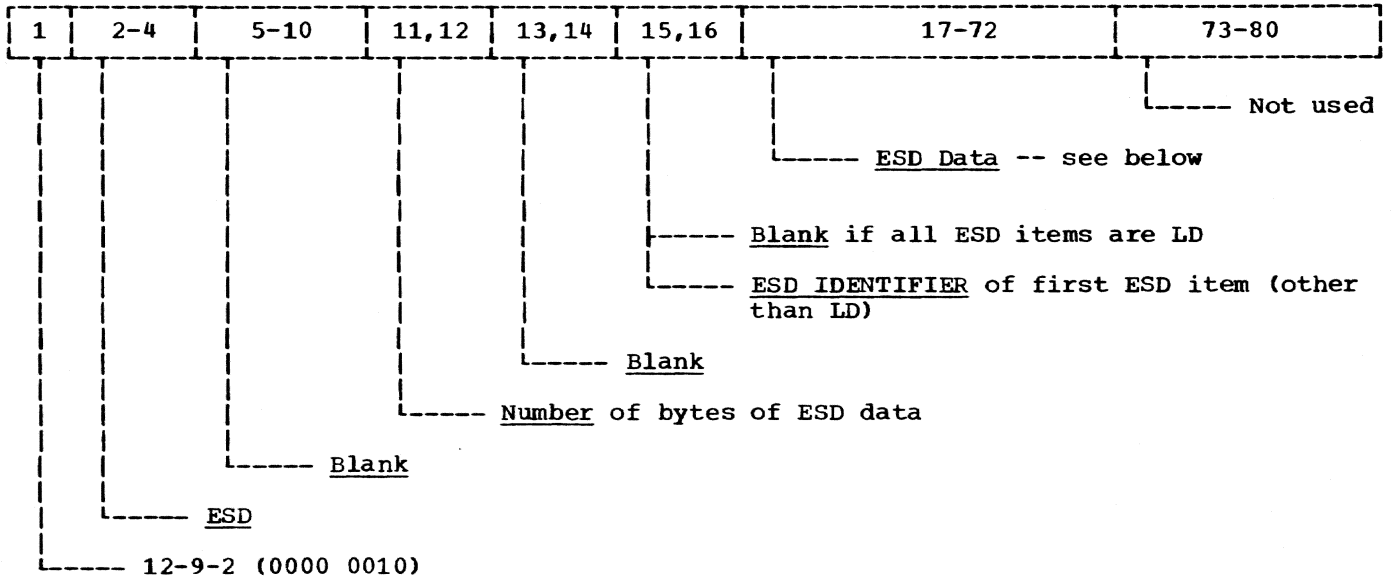 1 2-4 5-10 11,12 13,14 15,16 17-72 73-80
Not used
ESD Data -- see below
Blank if all ESD items are LD
ESD IDENTIFIER of first ESD item (other
than LD)
Blank
Number of bytes of ESD data
Blank
ESD
12-9-2 (0000 0010)